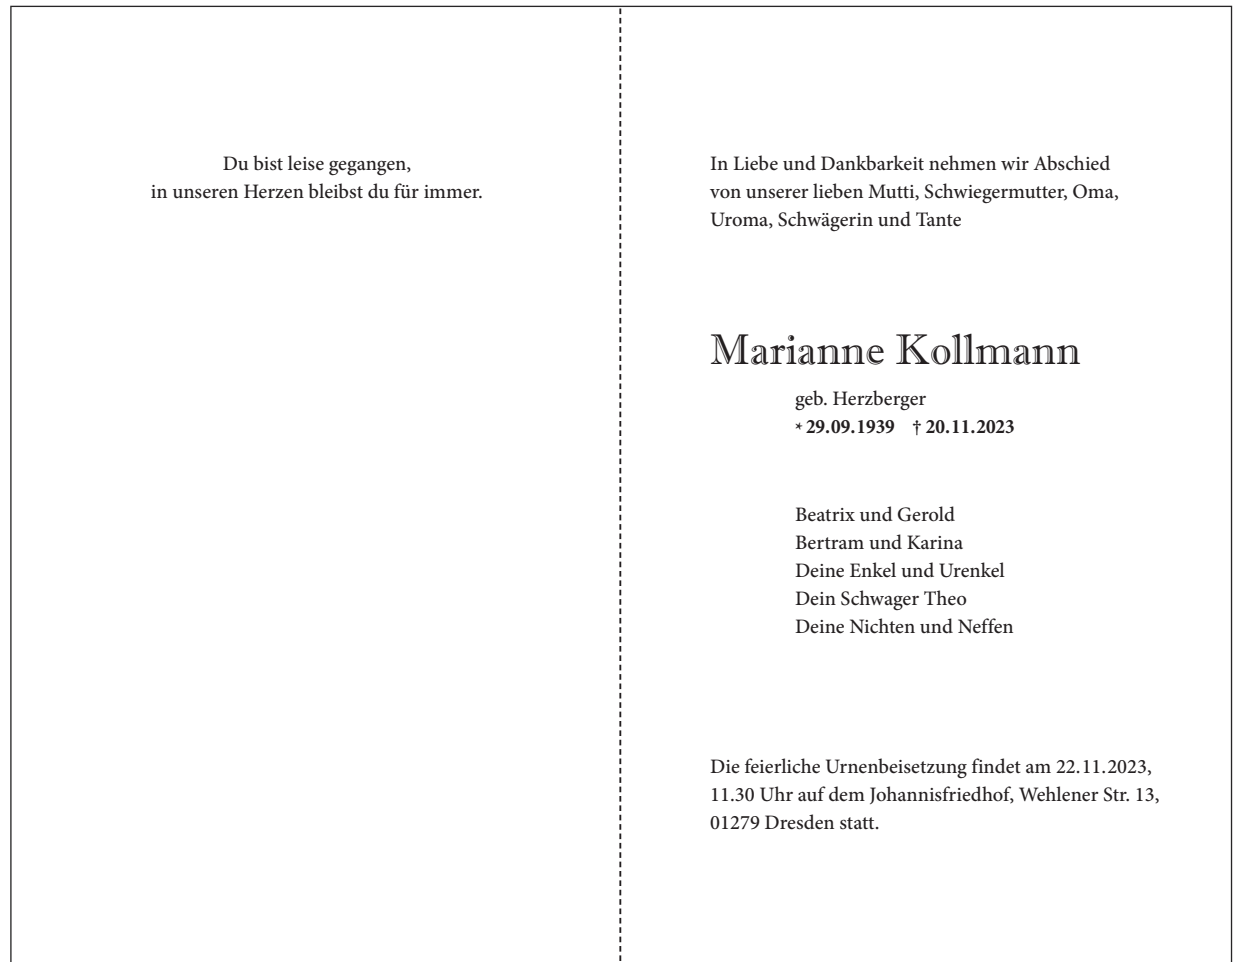 Du bist leise gegangen,
in unseren Herzen bleibst du für immer.
In Liebe und Dankbarkeit nehmen wir Abschied
von unserer lieben Mutti, Schwiegermutter, Oma,
Uroma, Schwägerin und Tante
Marianne Kollmann
geb. Herzberger
* 29.09.1939 † 20.11.2023
Beatrix und Gerold
Bertram und Karina
Deine Enkel und Urenkel
Dein Schwager Theo
Deine Nichten und Neffen
Die feierliche Urnenbeisetzung findet am 22.11.2023,
11.30 Uhr auf dem Johannisfriedhof, Wehlener Str. 13,
01279 Dresden statt.